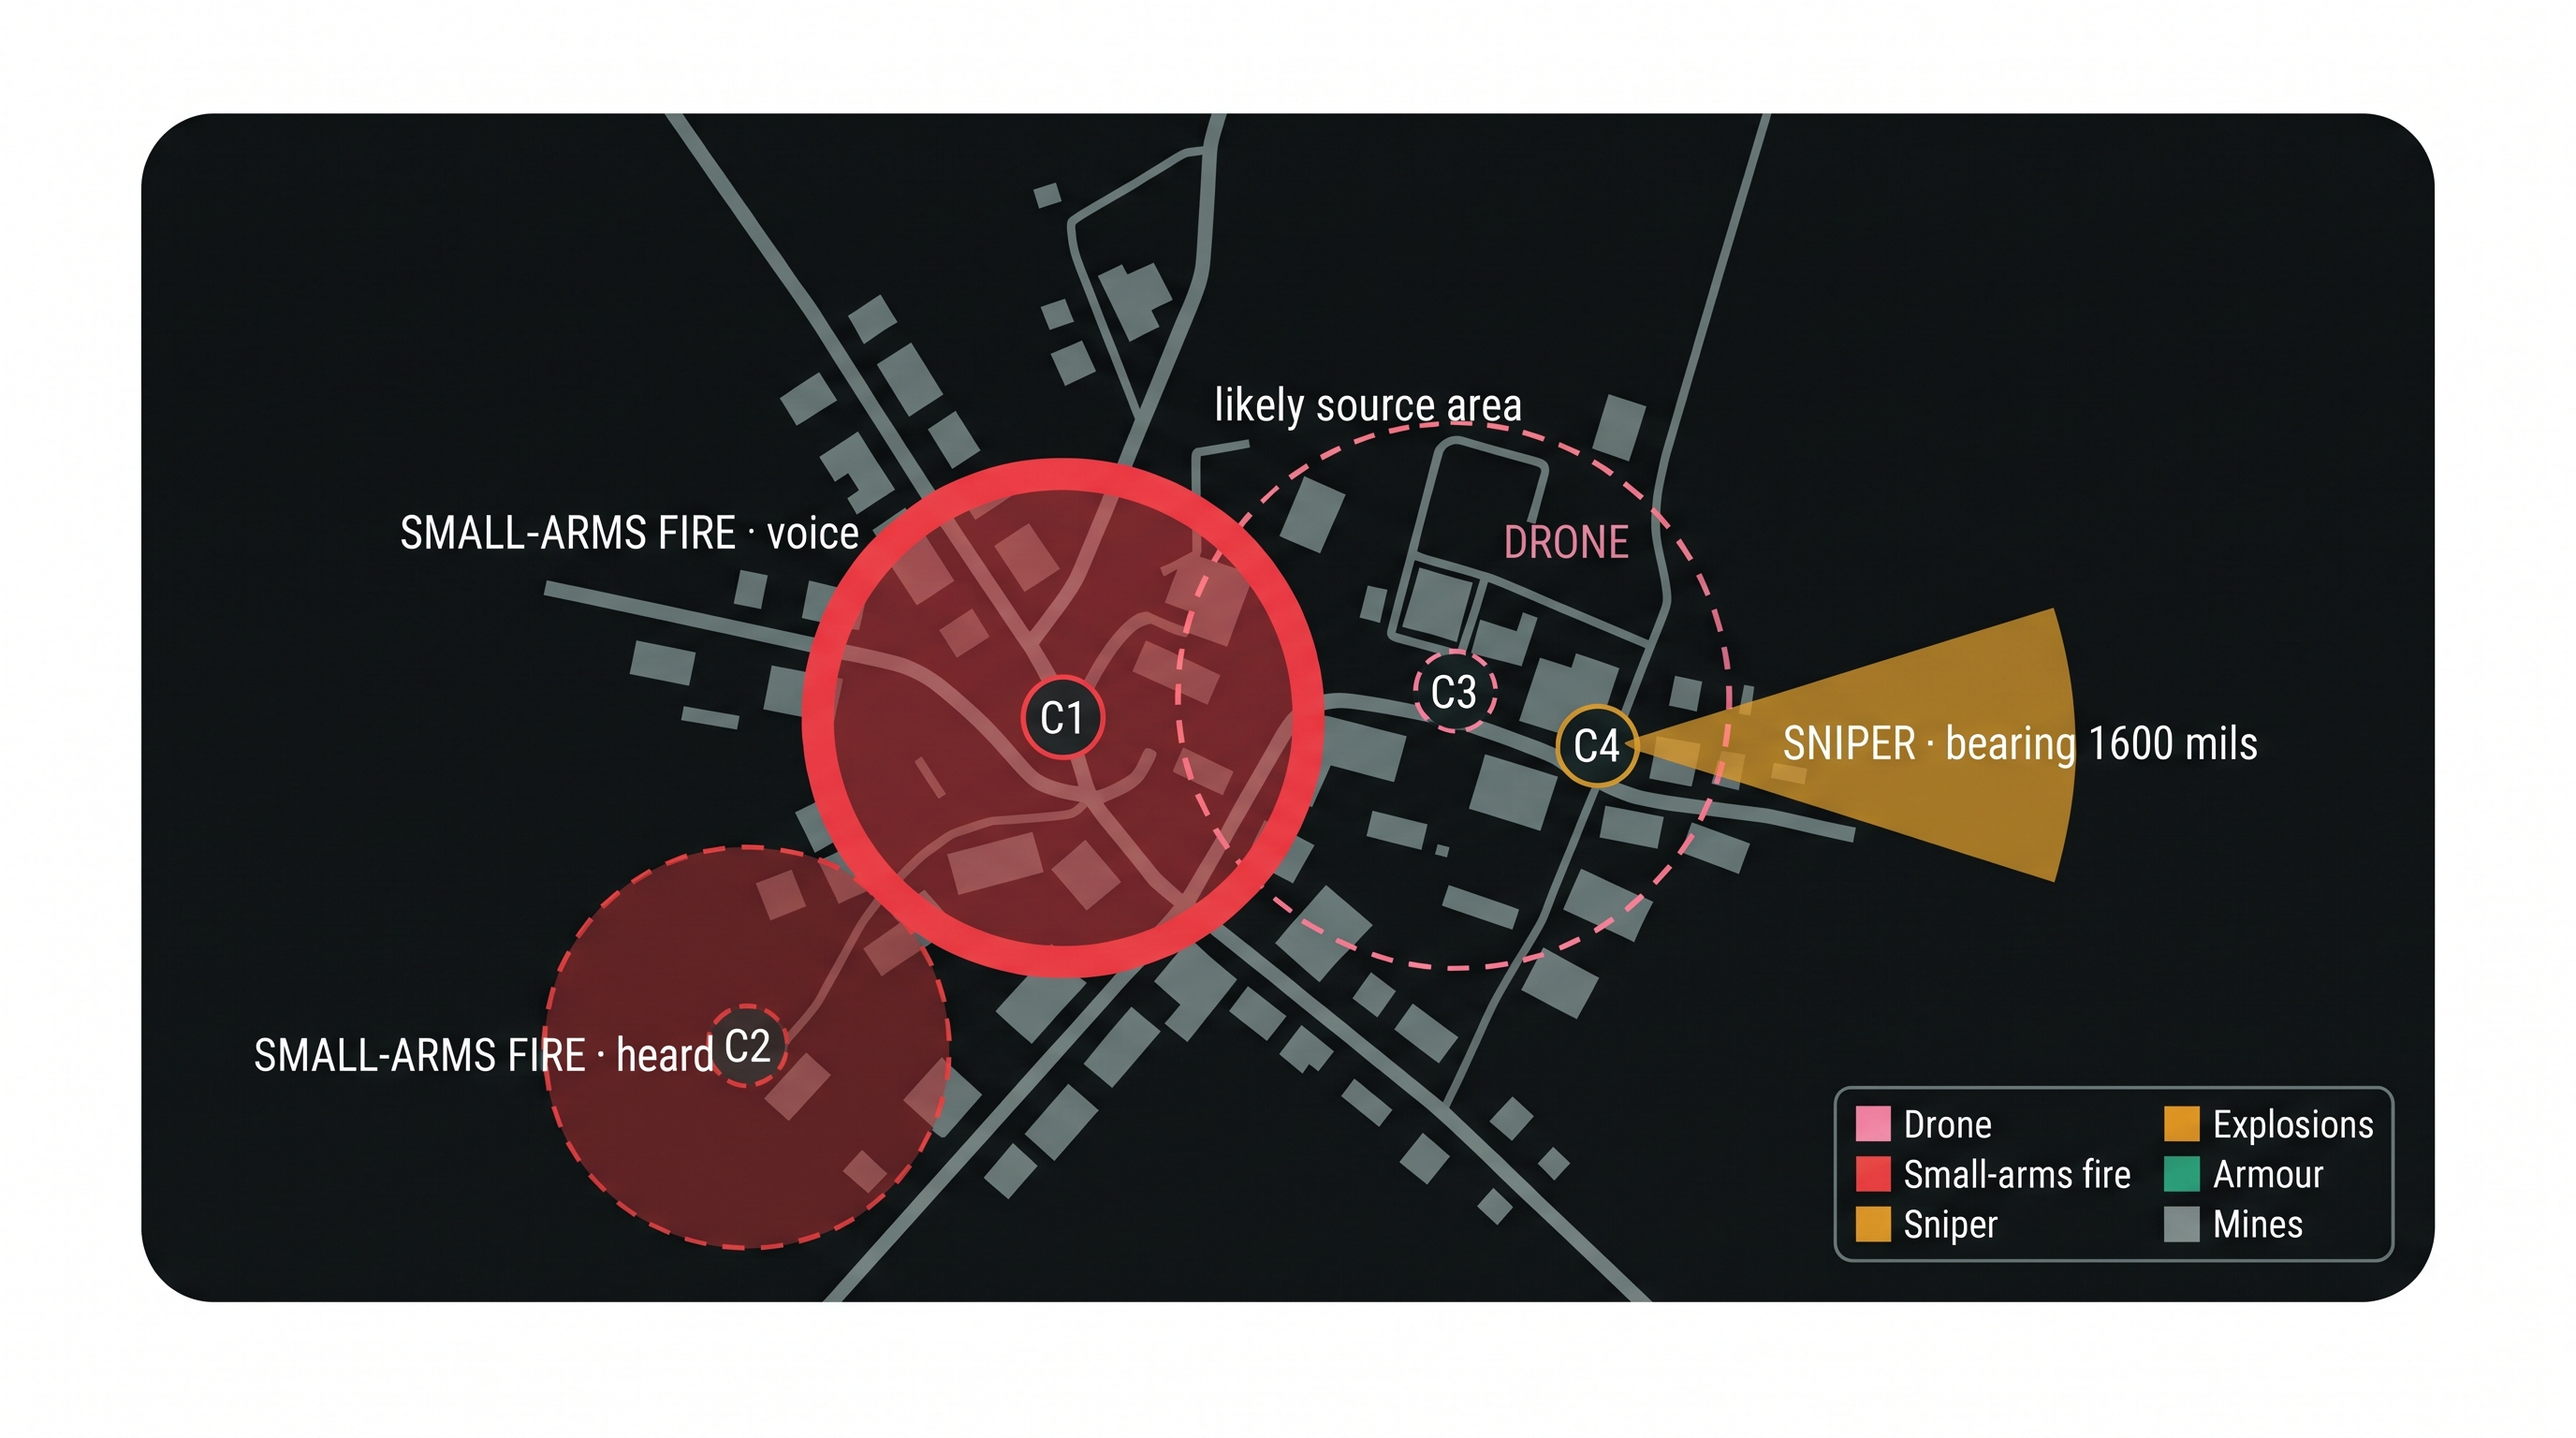 likely source area
SMALL-ARMS FIRE · voice
DRONE
C1
C3
C4
SNIPER · bearing 1600 mils
SMALL-ARMS FIRE · heard
C2
Drone
Small-arms fire
Sniper
Explosions
Armour
Mines